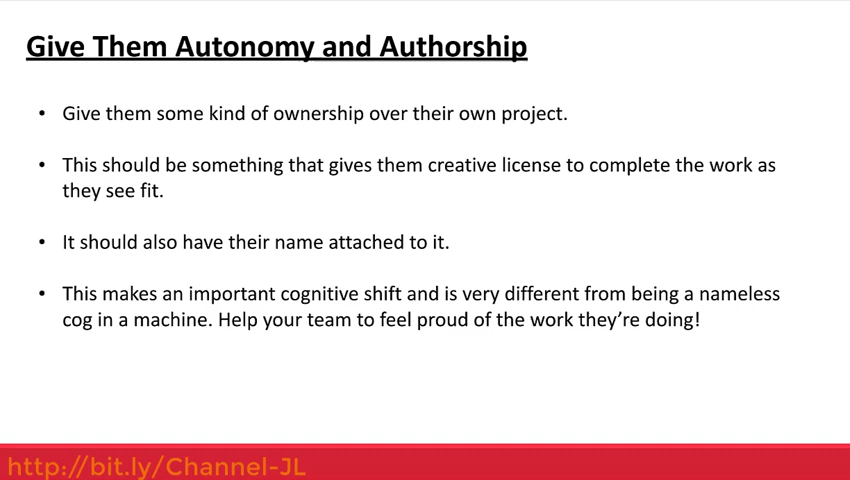 Give Them Autonomy and Authorship
• Give them some kind of ownership over their own project.
• This should be something that gives them creative license to complete the work as
they see fit.
• It should also have their name attached to it.
• This makes an important cognitive shift and is very different from being a nameless
cog in a machine. Help your team to feel proud of the work they’re doing!
http://bit.ly/Channel-JL